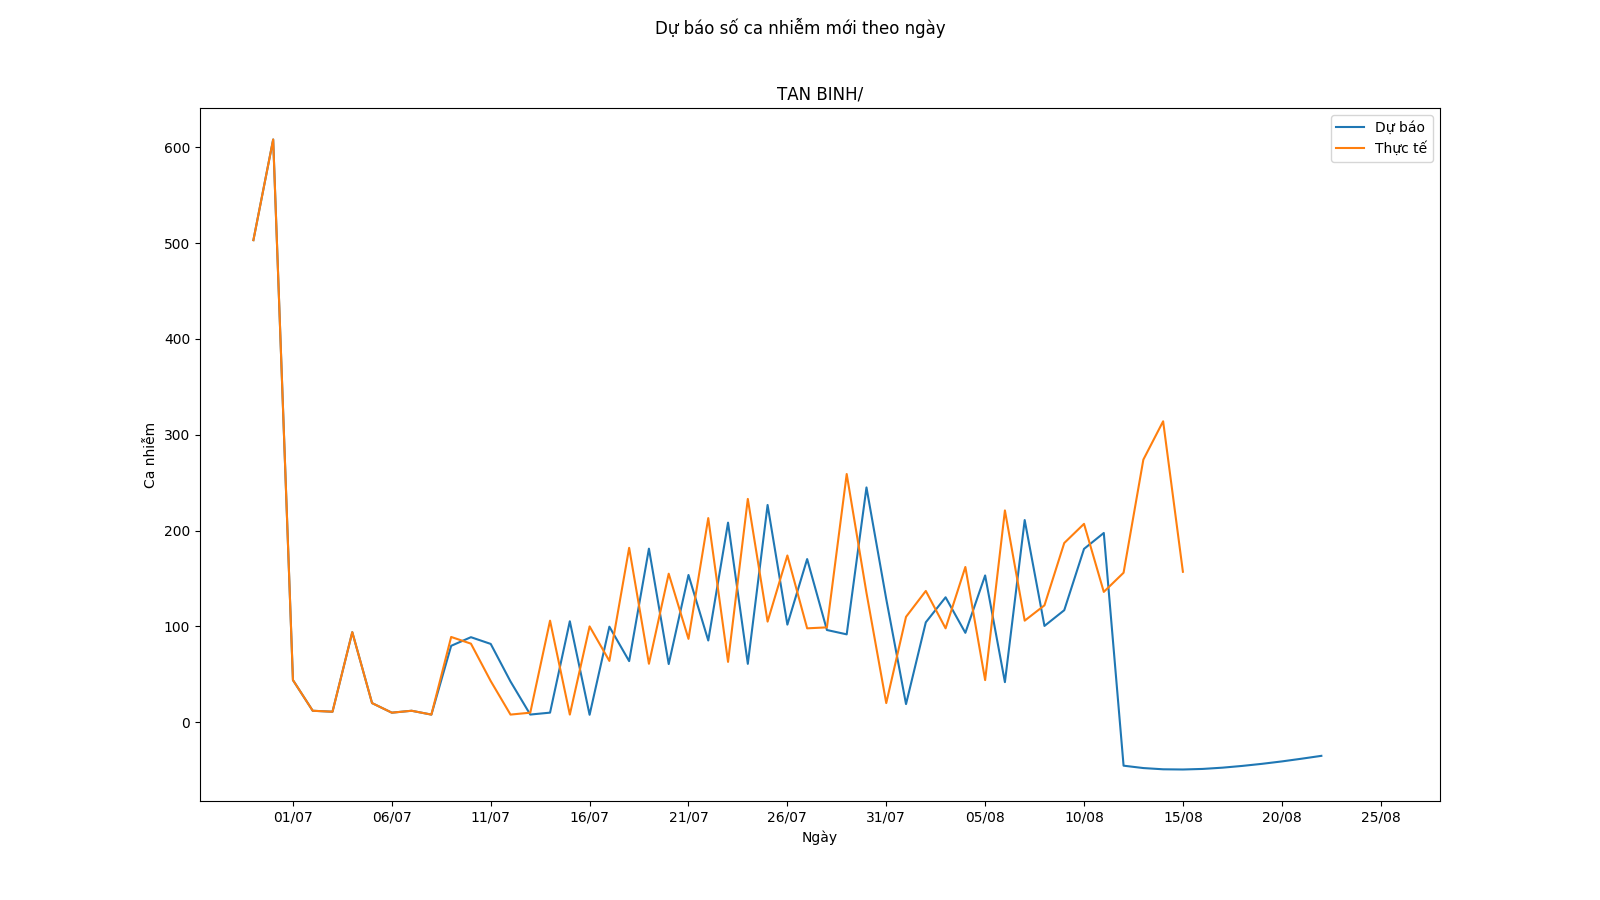 Dự báo số ca nhiễm mới theo ngày
TAN BINH/
Dự báo
Thực tế
600
500
400
300
200
100
0
Ca nhiễm
01/07 06/07 11/07 16/07 21/07 26/07 31/07 05/08 10/08 15/08 20/08 25/08
Ngày